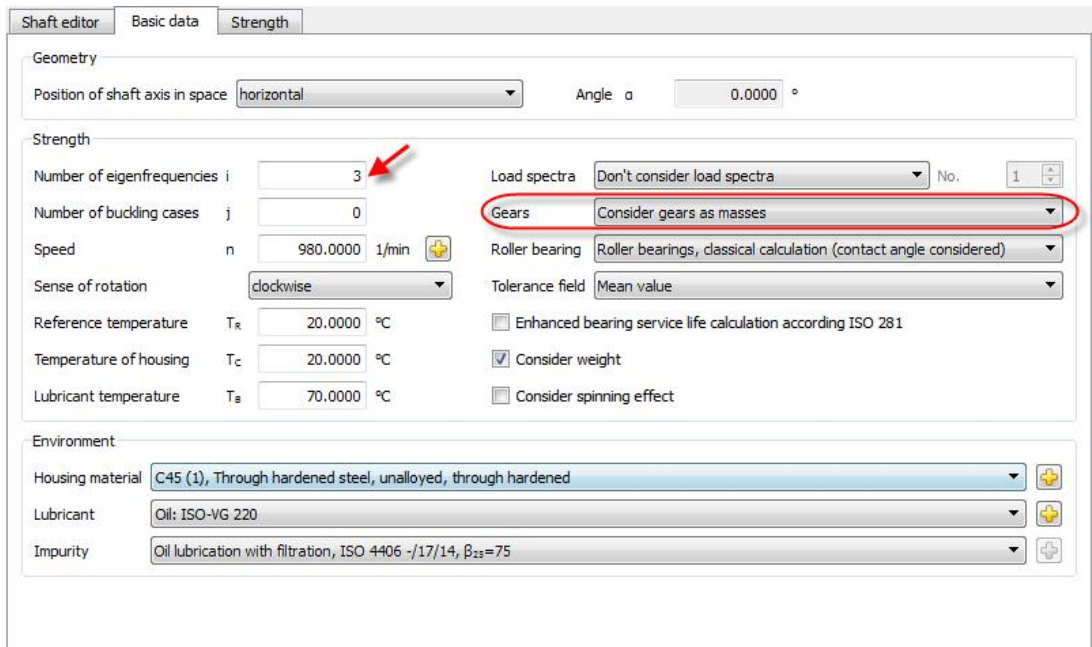 Shaft editor Basic data Strength
Geometry
Position of shaft axis in space horizontal Angle α 0.0000 °
Strength
Number of eigenfrequencies i 3 Load spectra Don't consider load spectra No. 1
Number of buckling cases j 0 Gears Consider gears as masses
Speed n 980.0000 1/min Roller bearing Roller bearings, classical calculation (contact angle considered)
Sense of rotation clockwise Tolerance field Mean value
Reference temperature T_R 20.0000 °C Enhanced bearing service life calculation according ISO 281
Temperature of housing T_C 20.0000 °C Consider weight
Lubricant temperature T_B 70.0000 °C Consider spinning effect
Environment
Housing material C45 (1), Through hardened steel, unalloyed, through hardened
Lubricant Oil: ISO-VG 220
Impurity Oil lubrication with filtration, ISO 4406 -/17/14, β₂₅=75